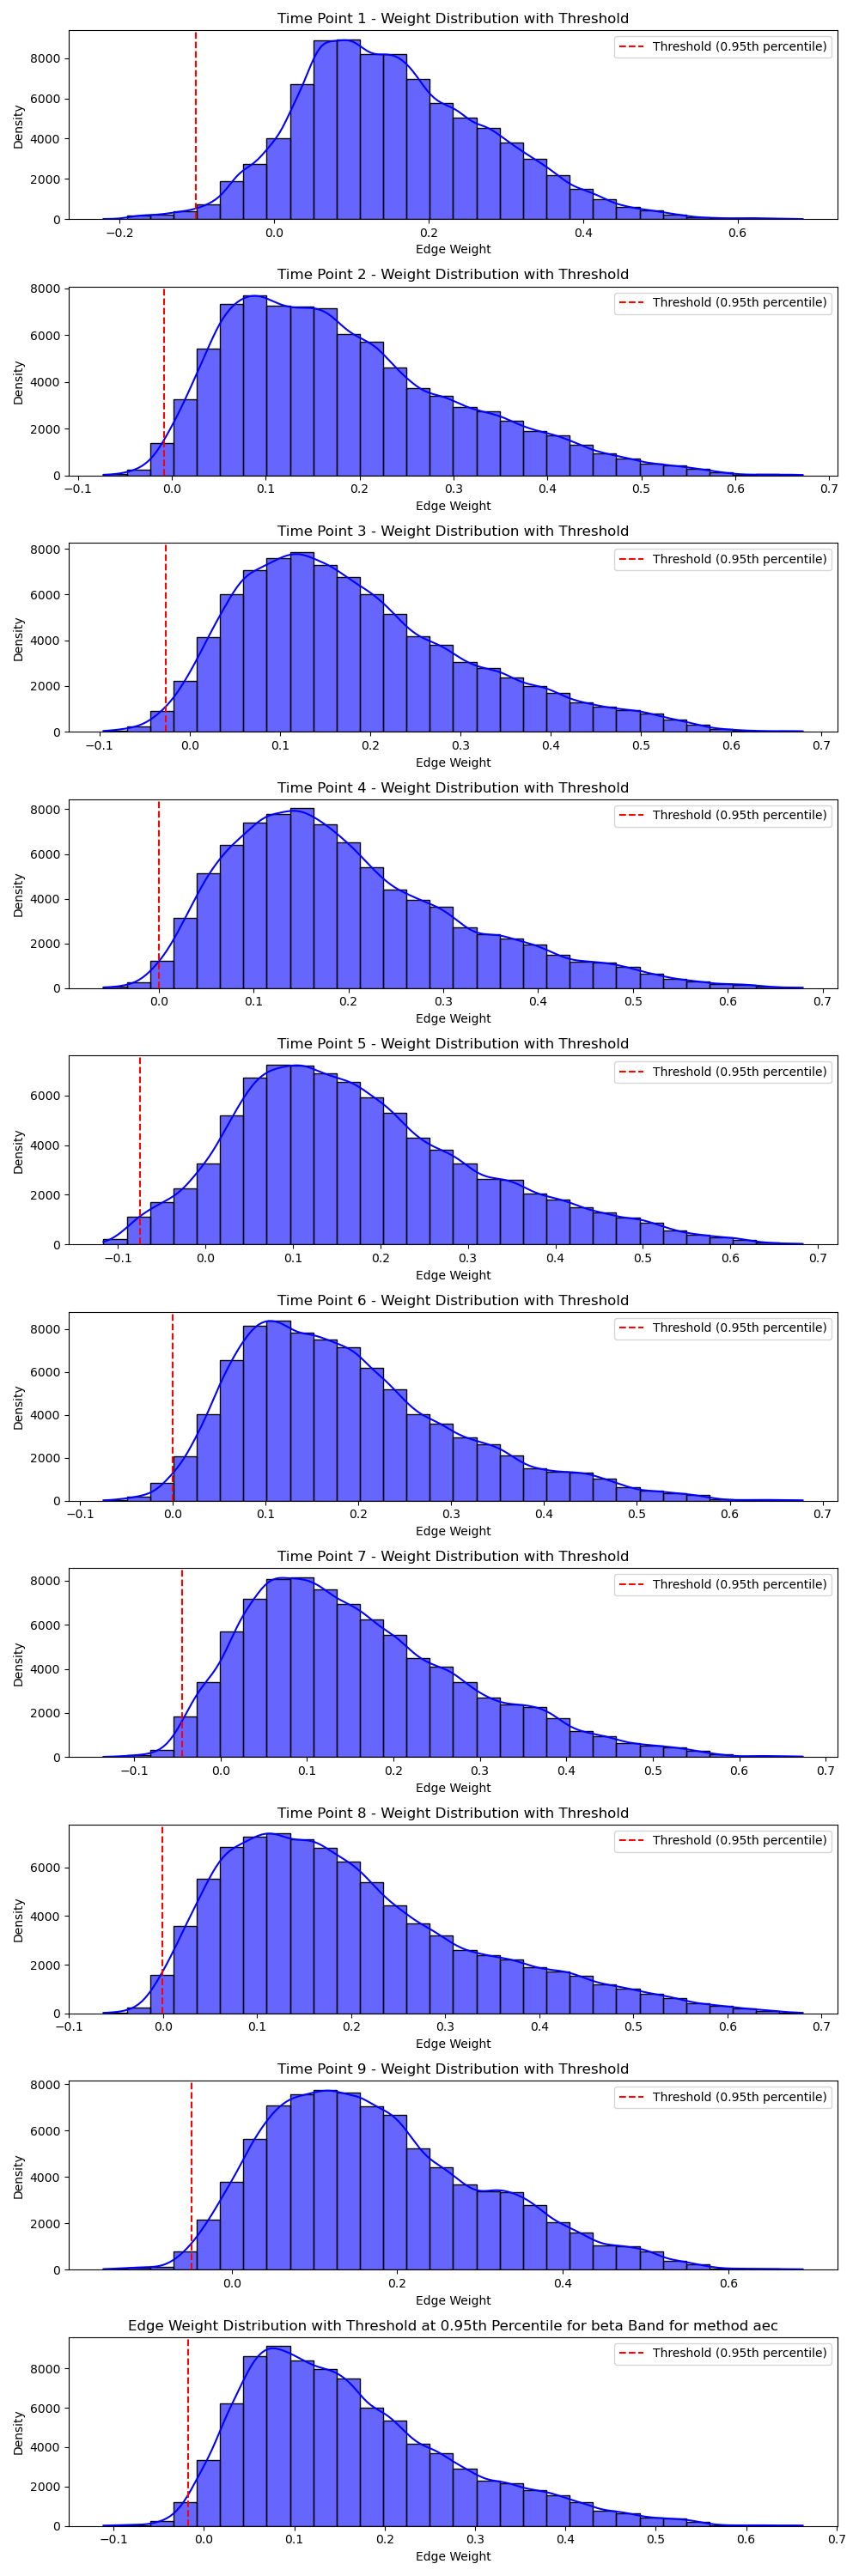 Time Point 1 - Weight Distribution with Threshold
Threshold (0.95th percentile)
Density
8000
6000
4000
2000
0
−0.2 0.0 0.2 0.4 0.6
Edge Weight
Time Point 2 - Weight Distribution with Threshold
Threshold (0.95th percentile)
Density
8000
6000
4000
2000
0
−0.1 0.0 0.1 0.2 0.3 0.4 0.5 0.6 0.7
Edge Weight
Time Point 3 - Weight Distribution with Threshold
Threshold (0.95th percentile)
Density
8000
6000
4000
2000
0
−0.1 0.0 0.1 0.2 0.3 0.4 0.5 0.6 0.7
Edge Weight
Time Point 4 - Weight Distribution with Threshold
Threshold (0.95th percentile)
Density
8000
6000
4000
2000
0
0.0 0.1 0.2 0.3 0.4 0.5 0.6 0.7
Edge Weight
Time Point 5 - Weight Distribution with Threshold
Threshold (0.95th percentile)
Density
6000
4000
2000
0
−0.1 0.0 0.1 0.2 0.3 0.4 0.5 0.6 0.7
Edge Weight
Time Point 6 - Weight Distribution with Threshold
Threshold (0.95th percentile)
Density
8000
6000
4000
2000
0
−0.1 0.0 0.1 0.2 0.3 0.4 0.5 0.6 0.7
Edge Weight
Time Point 7 - Weight Distribution with Threshold
Threshold (0.95th percentile)
Density
8000
6000
4000
2000
0
−0.1 0.0 0.1 0.2 0.3 0.4 0.5 0.6 0.7
Edge Weight
Time Point 8 - Weight Distribution with Threshold
Threshold (0.95th percentile)
Density
6000
4000
2000
0
−0.1 0.0 0.1 0.2 0.3 0.4 0.5 0.6 0.7
Edge Weight
Time Point 9 - Weight Distribution with Threshold
Threshold (0.95th percentile)
Density
8000
6000
4000
2000
0
0.0 0.2 0.4 0.6
Edge Weight
Edge Weight Distribution with Threshold at 0.95th Percentile for beta Band for method aec
Threshold (0.95th percentile)
Density
8000
6000
4000
2000
0
−0.1 0.0 0.1 0.2 0.3 0.4 0.5 0.6 0.7
Edge Weight